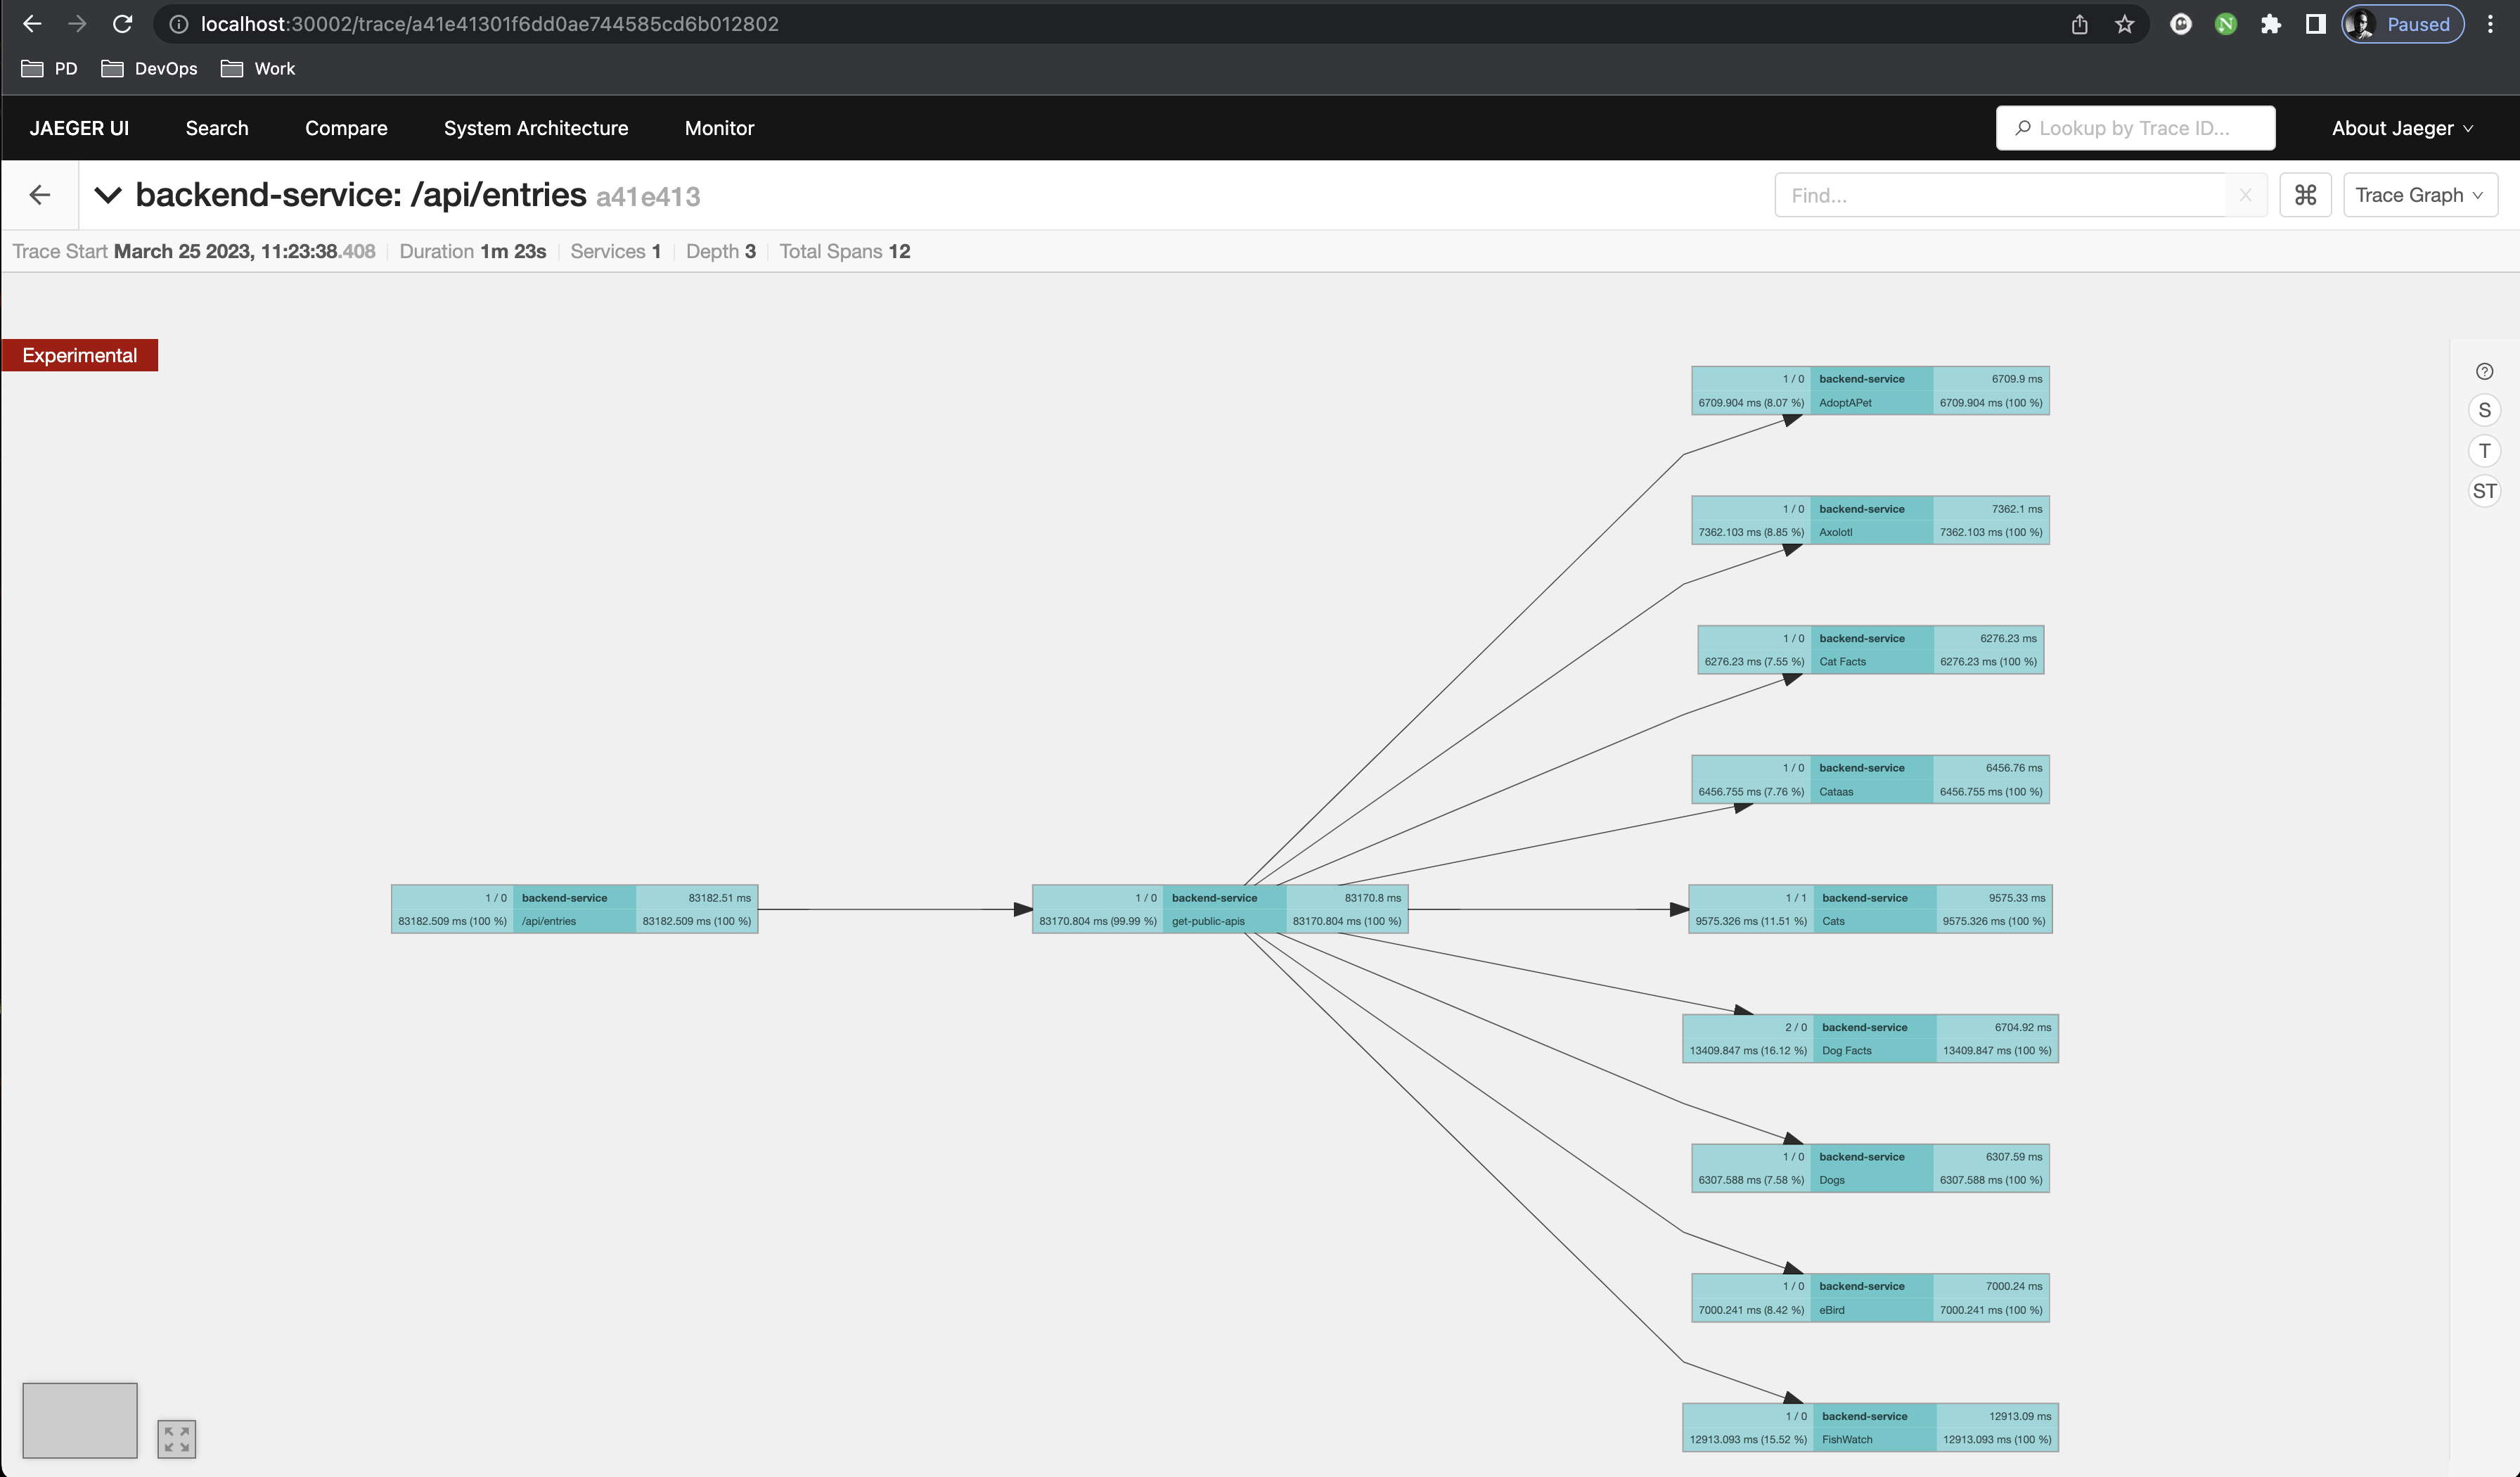 localhost:30002/trace/a41e41301f6dd0ae744585cd6b012802
Paused
PD DevOps Work
JAEGER UI Search Compare System Architecture Monitor Lookup by Trace ID... About Jaeger
backend-service: /api/entries a41e413 Find... X ⌘ Trace Graph
Trace Start March 25 2023, 11:23:38.408 Duration 1m 23s Services 1 Depth 3 Total Spans 12
Experimental
?
S
T
ST
1 / 0 backend-service 6709.9 ms
6709.904 ms (8.07 %) AdoptAPet 6709.904 ms (100 %)
1 / 0 backend-service 7362.1 ms
7362.103 ms (8.85 %) Axolotl 7362.103 ms (100 %)
1 / 0 backend-service 6276.23 ms
6276.23 ms (7.55 %) Cat Facts 6276.23 ms (100 %)
1 / 0 backend-service 6456.76 ms
6456.755 ms (7.76 %) Cataas 6456.755 ms (100 %)
1 / 0 backend-service 83182.51 ms
83182.509 ms (100 %) /api/entries 83182.509 ms (100 %)
1 / 0 backend-service 83170.8 ms
83170.804 ms (99.99 %) get-public-apis 83170.804 ms (100 %)
1 / 1 backend-service 9575.33 ms
9575.326 ms (11.51 %) Cats 9575.326 ms (100 %)
2 / 0 backend-service 6704.92 ms
13409.847 ms (16.12 %) Dog Facts 13409.847 ms (100 %)
1 / 0 backend-service 6307.59 ms
6307.588 ms (7.58 %) Dogs 6307.588 ms (100 %)
1 / 0 backend-service 7000.24 ms
7000.241 ms (8.42 %) eBird 7000.241 ms (100 %)
1 / 0 backend-service 12913.09 ms
12913.093 ms (15.52 %) FishWatch 12913.093 ms (100 %)